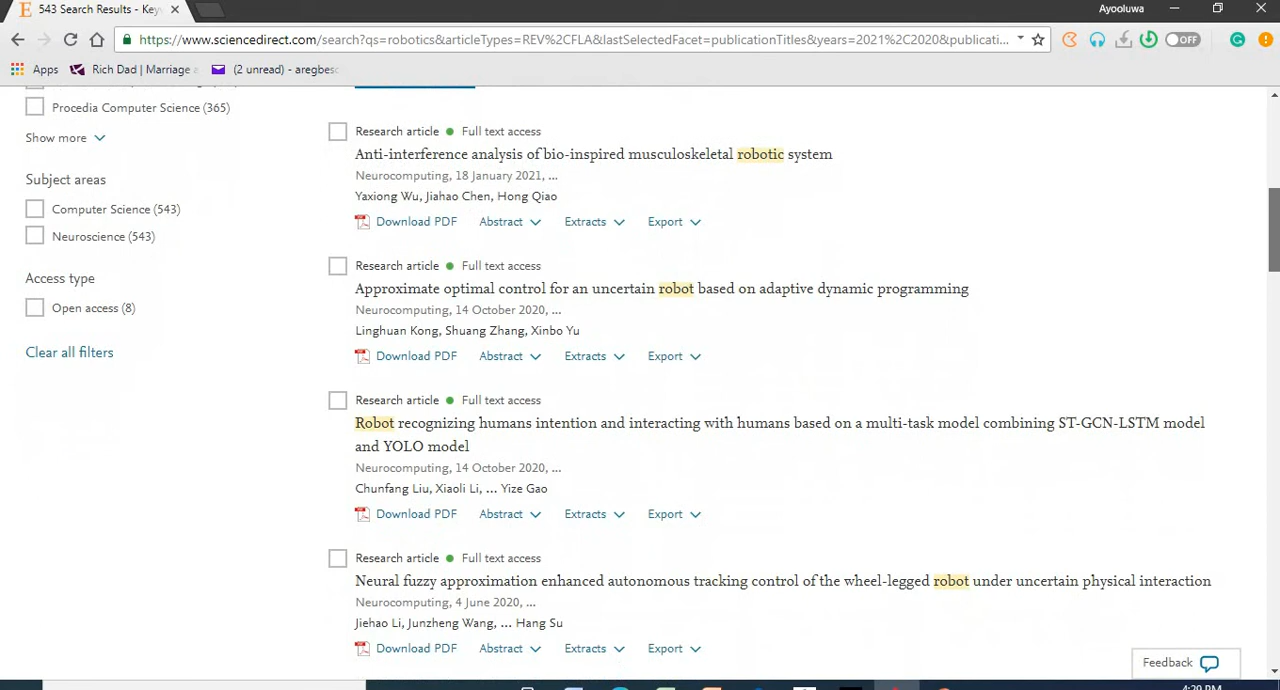 543 Search Results - Key
Ayooluwa
https://www.sciencedirect.com/search?qs=robotics&articleTypes=REV%2CFLA&lastSelectedFacet=publicationTitles&years=2021%2C2020&publicati...
OFF
Apps
Rich Dad | Marriage
(2 unread) - aregbes
Procedia Computer Science (365)
Show more
Subject areas
Computer Science (543)
Neuroscience (543)
Access type
Open access (8)
Clear all filters
Research article Full text access
Anti-interference analysis of bio-inspired musculoskeletal robotic system
Neurocomputing, 18 January 2021, ...
Yaxiong Wu, Jiahao Chen, Hong Qiao
Download PDF Abstract Extracts Export
Research article Full text access
Approximate optimal control for an uncertain robot based on adaptive dynamic programming
Neurocomputing, 14 October 2020, ...
Linghuan Kong, Shuang Zhang, Xinbo Yu
Download PDF Abstract Extracts Export
Research article Full text access
Robot recognizing humans intention and interacting with humans based on a multi-task model combining ST-GCN-LSTM model
and YOLO model
Neurocomputing, 14 October 2020, ...
Chunfang Liu, Xiaoli Li, ... Yize Gao
Download PDF Abstract Extracts Export
Research article Full text access
Neural fuzzy approximation enhanced autonomous tracking control of the wheel-legged robot under uncertain physical interaction
Neurocomputing, 4 June 2020, ...
Jiehao Li, Junzheng Wang, ... Hang Su
Download PDF Abstract Extracts Export
Feedback
4:29 PM